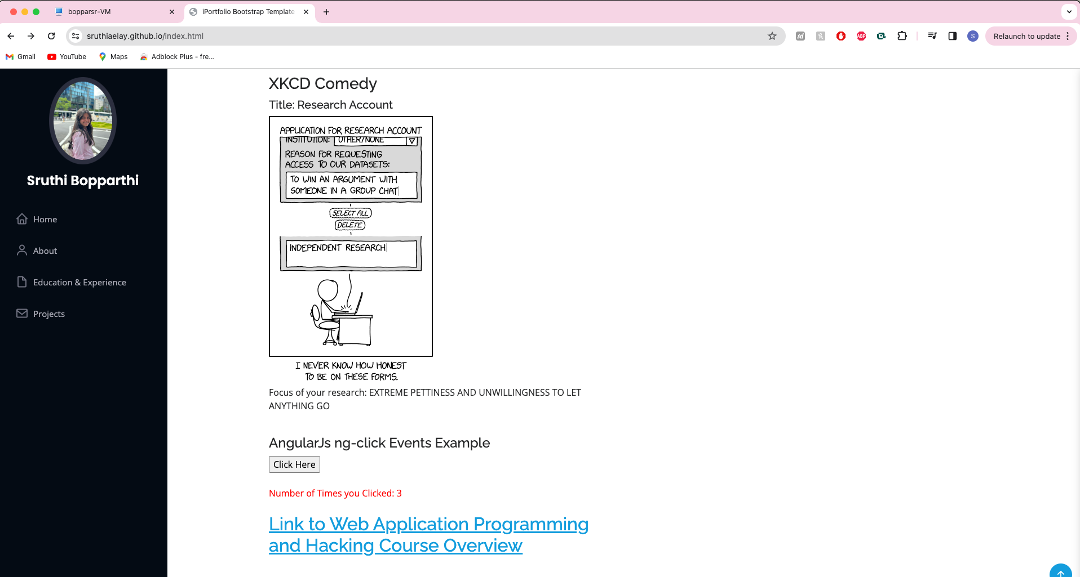 bopparsr-VM
iPortfolio Bootstrap Template
sruthiaelay.github.io/index.html
Relaunch to update
Gmail
YouTube
Maps
Adblock Plus - fre...
Sruthi Bopparthi
Home
About
Education & Experience
Projects
XKCD Comedy
Title: Research Account
APPLICATION FOR RESEARCH ACCOUNT
INSTITUTION: OTHER/NONE
REASON FOR REQUESTING
ACCESS TO OUR DATASETS:
TO WIN AN ARGUMENT WITH
SOMEONE IN A GROUP CHAT
SELECT ALL
DELETE
INDEPENDENT RESEARCH
I NEVER KNOW HOW HONEST
TO BE ON THESE FORMS.
Focus of your research: EXTREME PETTINESS AND UNWILLINGNESS TO LET
ANYTHING GO
AngularJs ng-click Events Example
Click Here
Number of Times you Clicked: 3
Link to Web Application Programming
and Hacking Course Overview